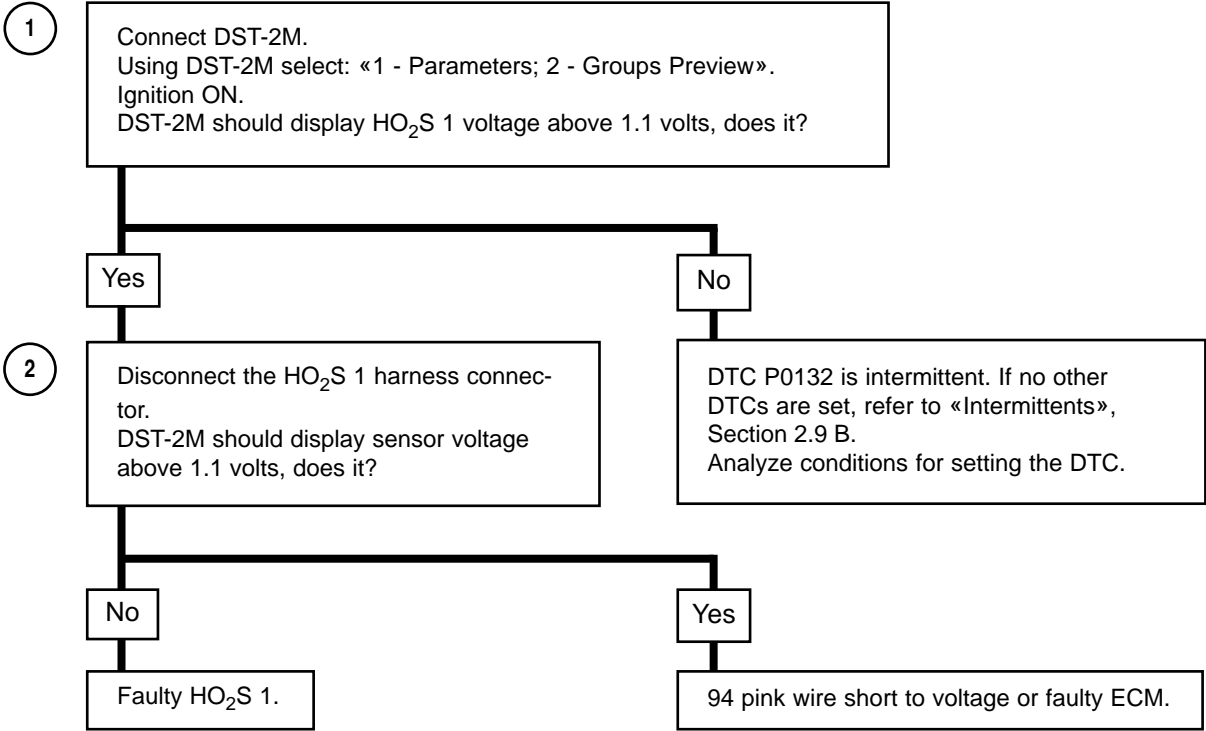 1
Connect DST-2M.
Using DST-2M select: «1 - Parameters; 2 - Groups Preview».
Ignition ON.
DST-2M should display HO₂S 1 voltage above 1.1 volts, does it?
Yes
No
2
Disconnect the HO₂S 1 harness connec-
tor.
DST-2M should display sensor voltage
above 1.1 volts, does it?
DTC P0132 is intermittent. If no other
DTCs are set, refer to «Intermittents»,
Section 2.9 B.
Analyze conditions for setting the DTC.
No
Yes
Faulty HO₂S 1.
94 pink wire short to voltage or faulty ECM.